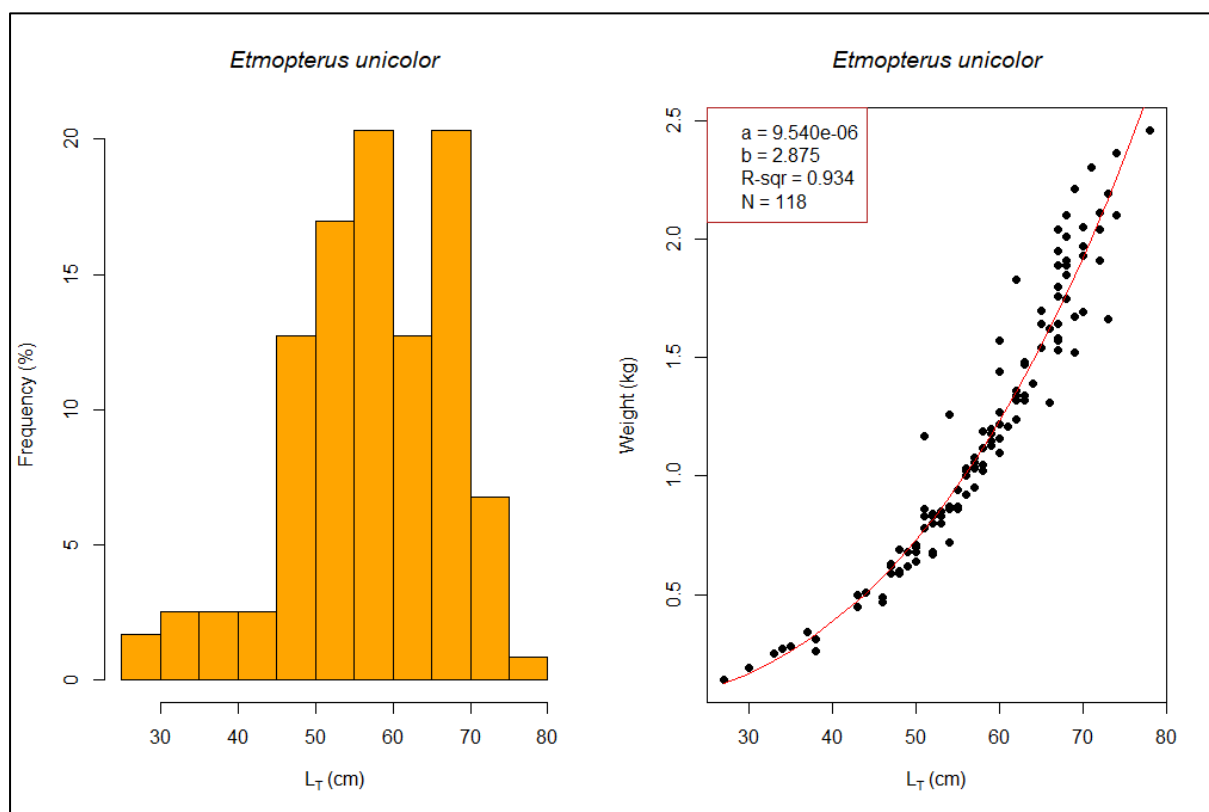 Etmopterus unicolor
Frequency (%)
20
15
10
5
0
30 40 50 60 70 80
L_T (cm)
Etmopterus unicolor
a = 9.540e-06
b = 2.875
R-sqr = 0.934
N = 118
Weight (kg)
2.5
2.0
1.5
1.0
0.5
30 40 50 60 70 80
L_T (cm)